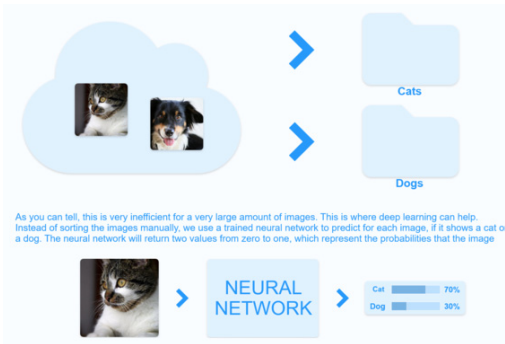 Cats
Dogs
As you can tell, this is very inefficient for a very large amount of images. This is where deep learning can help.
Instead of sorting the images manually, we use a trained neural network to predict for each image, if it shows a cat o
a dog. The neural network will return two values from zero to one, which represent the probabilities that the image
NEURAL
NETWORK
Cat 70%
Dog 30%